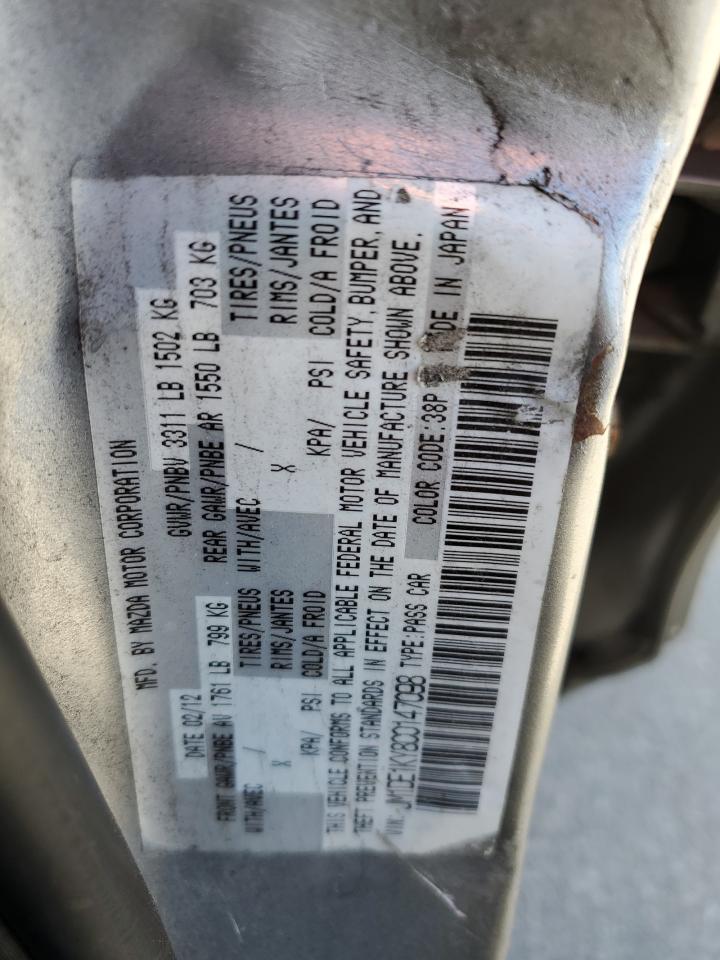 MFD. BY MAZDA MOTOR CORPORATION
DATE 02/12 GVWR/PNBV 3311 LB 1502 KG
FRONT GAWR/PNBE AV 1761 LB 799 KG REAR GAWR/PNBE AR 1550 LB 703 KG
WITH/AVEC / TIRES/PNEUS WITH/AVEC / TIRES/PNEUS
X RIMS/JANTES X RIMS/JANTES
KPA/ PSI COLD/A FROID KPA/ PSI COLD/A FROID
THIS VEHICLE CONFORMS TO ALL APPLICABLE FEDERAL MOTOR VEHICLE SAFETY, BUMPER, AND
THEFT PREVENTION STANDARDS IN EFFECT ON THE DATE OF MANUFACTURE SHOWN ABOVE.
VIN: JM1DE1KY8C0147098 TYPE:PASS CAR COLOR CODE:38P IN JAPAN